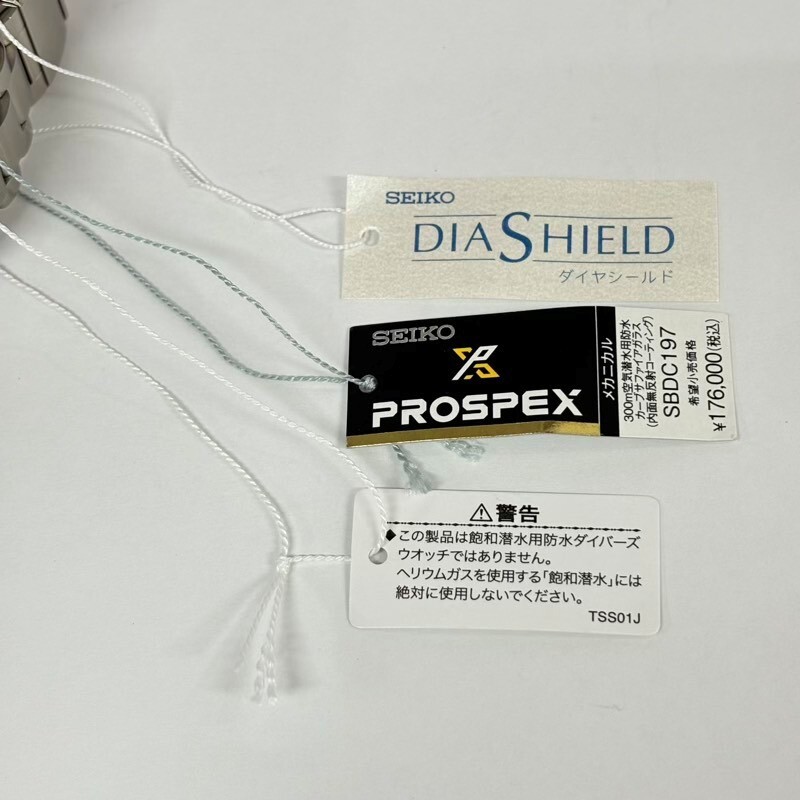 SEIKO
DIASHIELD
ダイヤシールド
SEIKO
PROSPEX
メカニカル
300m空気潜水用防水
カーブサファイアガラス
(内面無反射コーティング)
SBDC197
希望小売価格
¥176,000(税込)
⚠警告
◆この製品は飽和潜水用防水ダイバーズ
ウオッチではありません。
ヘリウムガスを使用する「飽和潜水」には
絶対に使用しないでください。
TSS01J